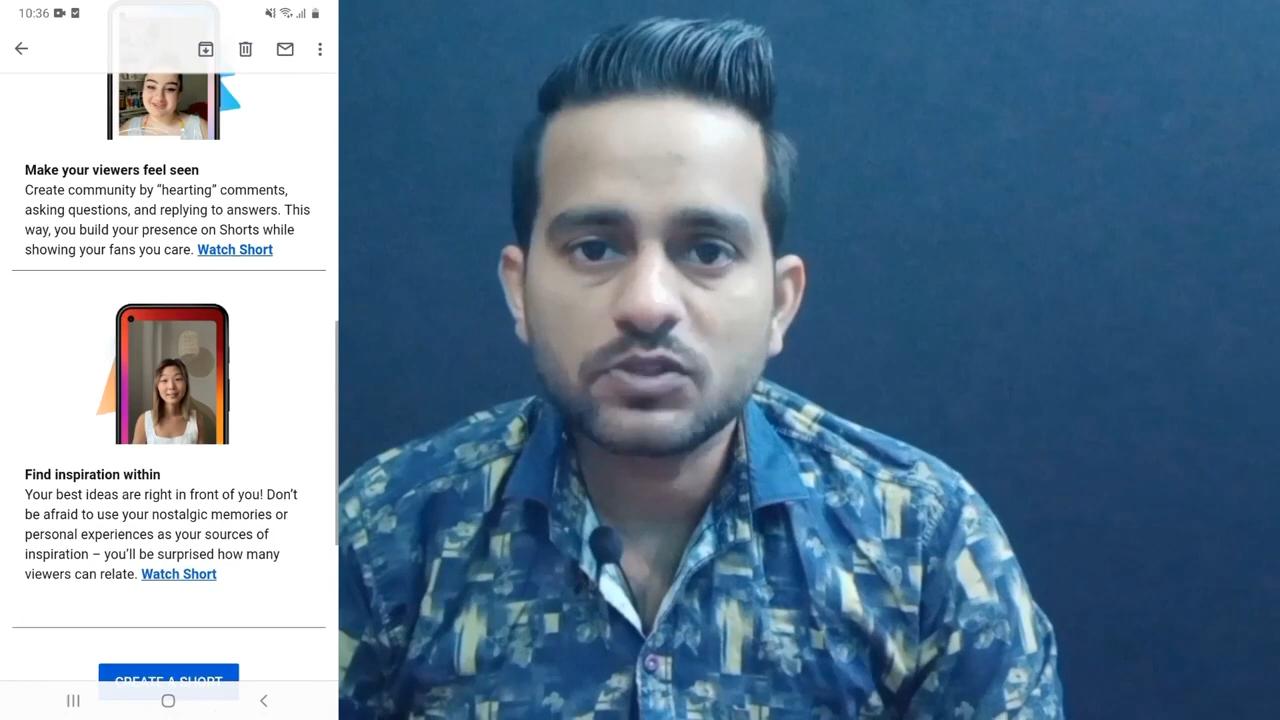 10:36
Make your viewers feel seen
Create community by “hearting” comments,
asking questions, and replying to answers. This
way, you build your presence on Shorts while
showing your fans you care. Watch Short
Find inspiration within
Your best ideas are right in front of you! Don’t
be afraid to use your nostalgic memories or
personal experiences as your sources of
inspiration – you’ll be surprised how many
viewers can relate. Watch Short
CREATE A SHORT